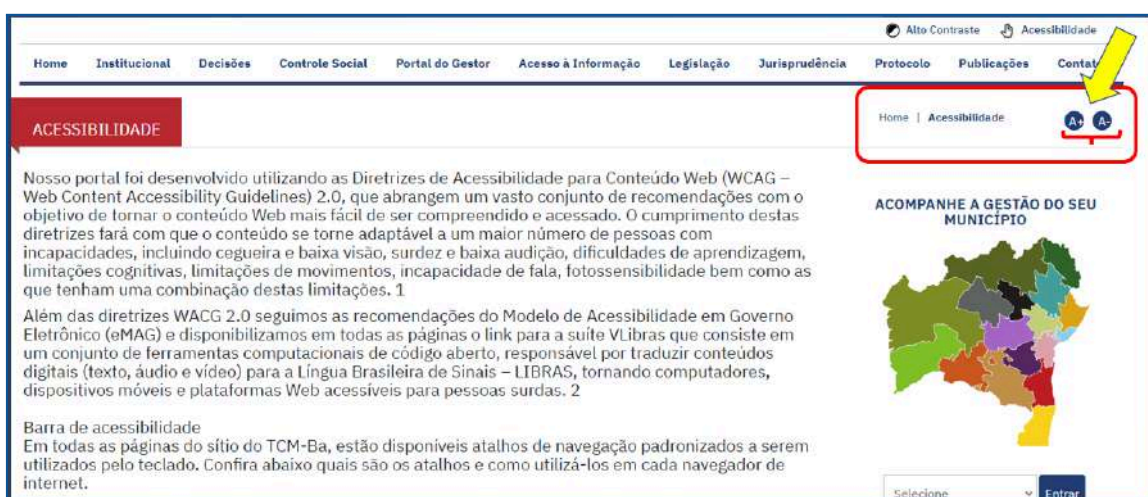 Alto Contraste Acessibilidade
Home Institucional Decisões Controle Social Portal do Gestor Acesso à Informação Legislação Jurisprudência Protocolo Publicações Contat
ACESSIBILIDADE
Home | Acessibilidade A+ A-
Nosso portal foi desenvolvido utilizando as Diretrizes de Acessibilidade para Conteúdo Web (WCAG –
Web Content Accessibility Guidelines) 2.0, que abrangem um vasto conjunto de recomendações com o
objetivo de tornar o conteúdo Web mais fácil de ser compreendido e acessado. O cumprimento destas
diretrizes fará com que o conteúdo se torne adaptável a um maior número de pessoas com
incapacidades, incluindo cegueira e baixa visão, surdez e baixa audição, dificuldades de aprendizagem,
limitações cognitivas, limitações de movimentos, incapacidade de fala, fotossensibilidade bem como as
que tenham uma combinação destas limitações. 1
Além das diretrizes WACG 2.0 seguimos as recomendações do Modelo de Acessibilidade em Governo
Eletrônico (eMAG) e disponibilizamos em todas as páginas o link para a suíte VLibras que consiste em
um conjunto de ferramentas computacionais de código aberto, responsável por traduzir conteúdos
digitais (texto, áudio e vídeo) para a Língua Brasileira de Sinais – LIBRAS, tornando computadores,
dispositivos móveis e plataformas Web acessíveis para pessoas surdas. 2
Barra de acessibilidade
Em todas as páginas do sítio do TCM-Ba, estão disponíveis atalhos de navegação padronizados a serem
utilizados pelo teclado. Confira abaixo quais são os atalhos e como utilizá-los em cada navegador de
internet.
ACOMPANHE A GESTÃO DO SEU
MUNICÍPIO
Selecione Entrar